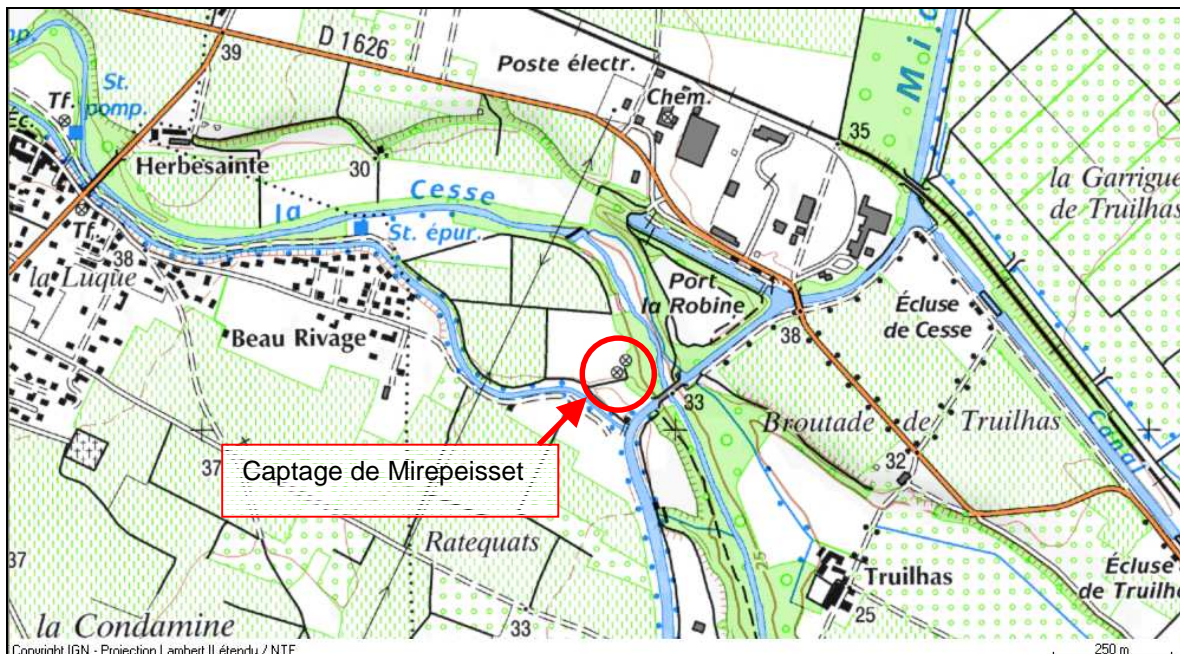 D 1626
39
Poste électr.
Chem.
St.
pomp.
Tf.
Mi
35
Herbesainte
30
la Garrigue
de Truilhas
la Cesse
St. épur.
Tf.
38
la Luque
Port
la Robine
Écluse
de Cesse
Beau Rivage
38
33
Broutade de Truilhas
Canal
Captage de Mirepeisset
37
32
Ratequats
37
Truilhas
Écluse
de Truilh
25
25
33
la Condamine
Copyright IGN - Projection Lambert II étendu / NTF
250 m